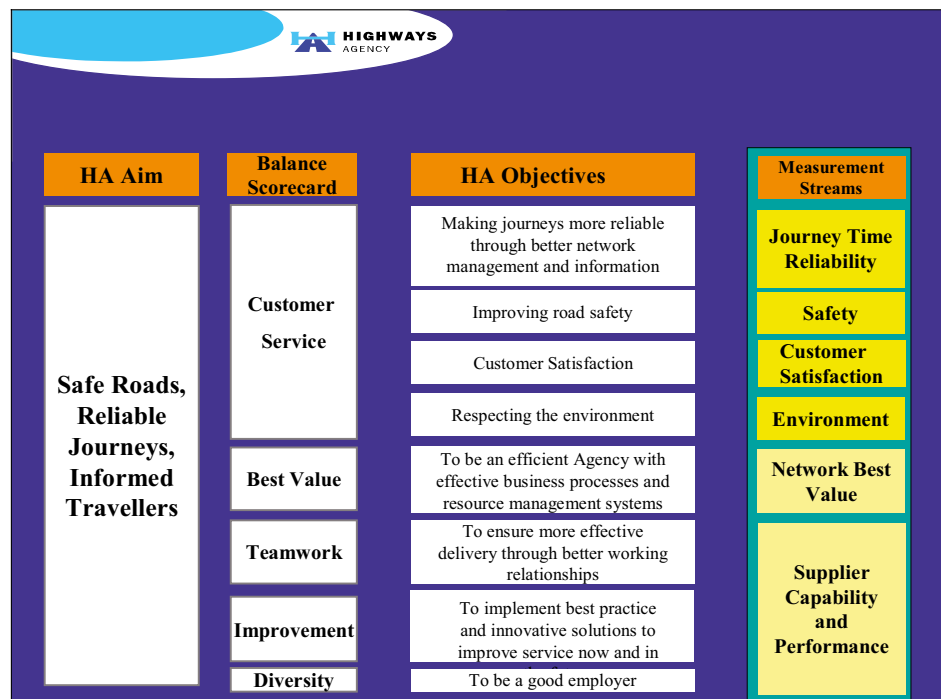 HIGHWAYS
AGENCY
HA Aim
Balance
Scorecard
HA Objectives
Measurement
Streams
Safe Roads,
Reliable
Journeys,
Informed
Travellers
Customer
Service
Best Value
Teamwork
Improvement
Diversity
Making journeys more reliable
through better network
management and information
Improving road safety
Customer Satisfaction
Respecting the environment
To be an efficient Agency with
effective business processes and
resource management systems
To ensure more effective
delivery through better working
relationships
To implement best practice
and innovative solutions to
improve service now and in
To be a good employer
Journey Time
Reliability
Safety
Customer
Satisfaction
Environment
Network Best
Value
Supplier
Capability
and
Performance